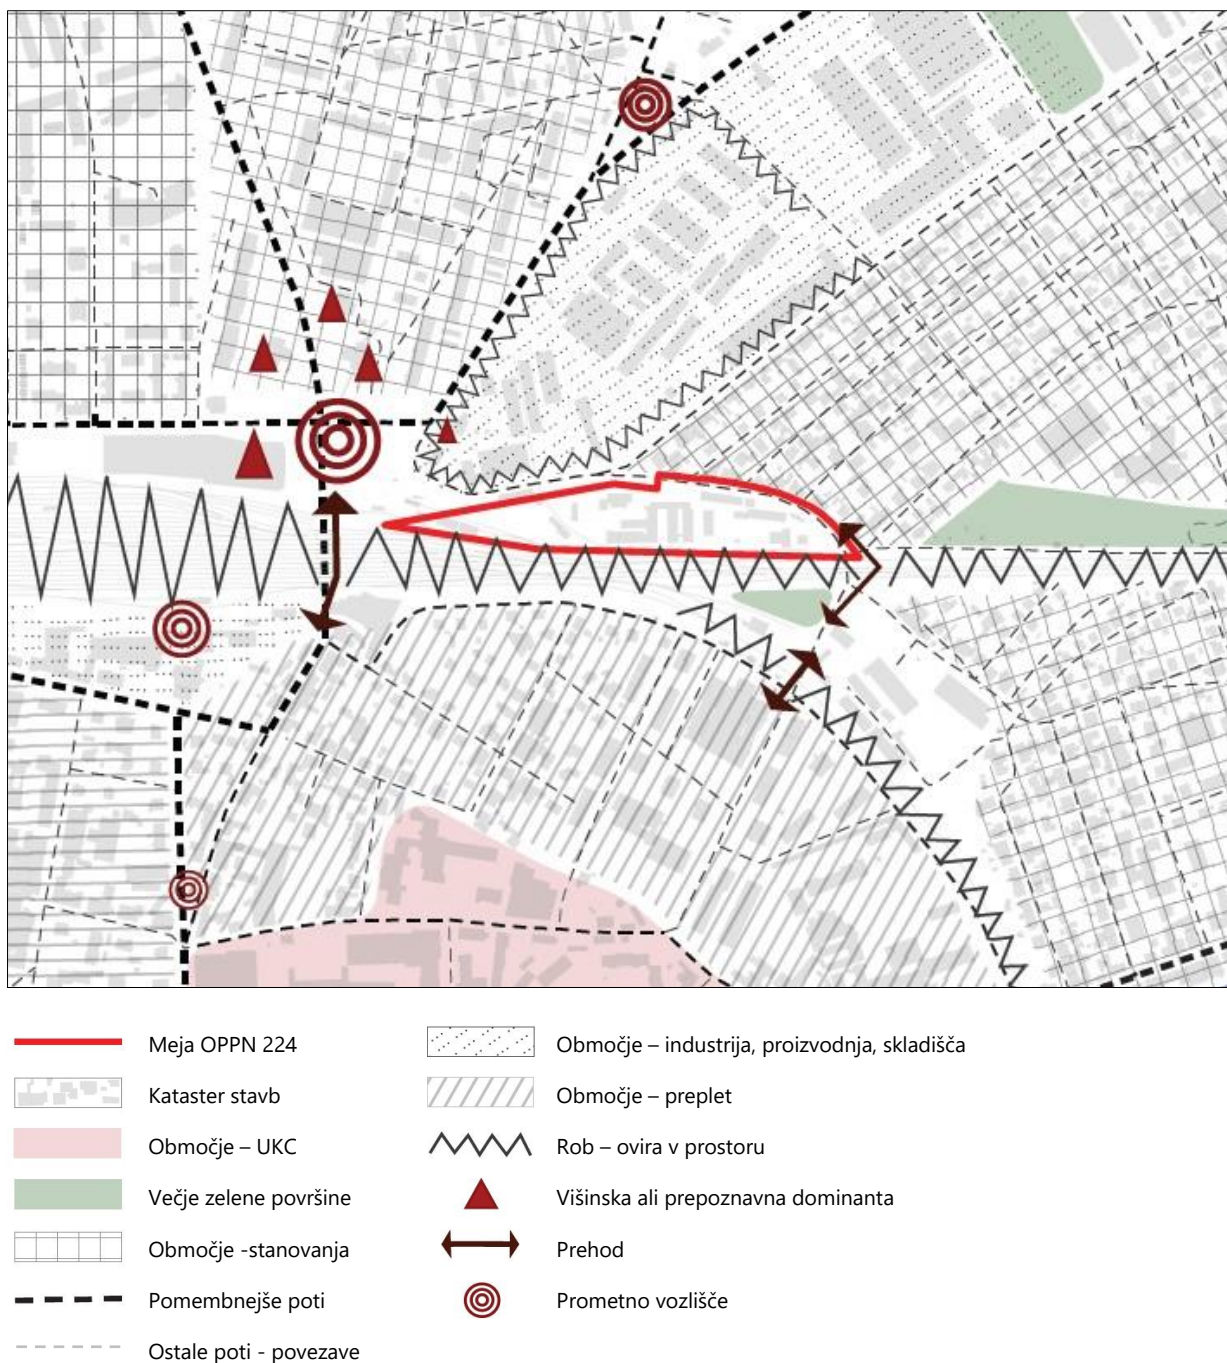 Meja OPPN 224
Kataster stavb
Območje – UKC
Večje zelene površine
Območje -stanovanja
Pomembnejše poti
Ostale poti - povezave
Območje – industrija, proizvodnja, skladišča
Območje – preplet
Rob – ovira v prostoru
Višinska ali prepoznavna dominanta
Prehod
Prometno vozlišče